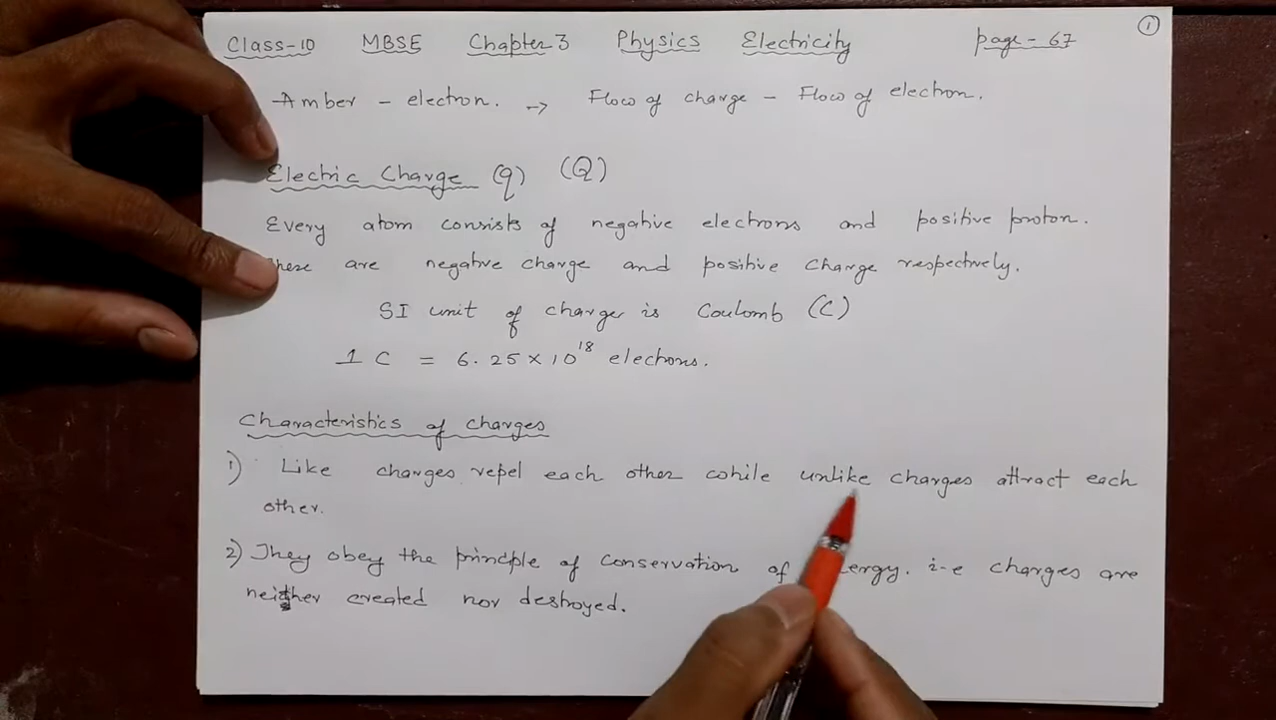 Class-10 MBSE Chapter 3 Physics Electricity page-67 1
Amber - electron. -> Flow of charge - Flow of electron.
Electric Charge (q) (Q)
Every atom consists of negative electrons and positive proton.
are negative charge and positive charge respectively.
SI unit of charges is Coulomb (C)
1 C = 6.25 × 10¹⁸ electrons.
Characteristics of charges
1) Like charges repel each other while unlike charges attract each
other.
2) They obey the principle of conservation of i-e charges are
neither created nor destroyed.